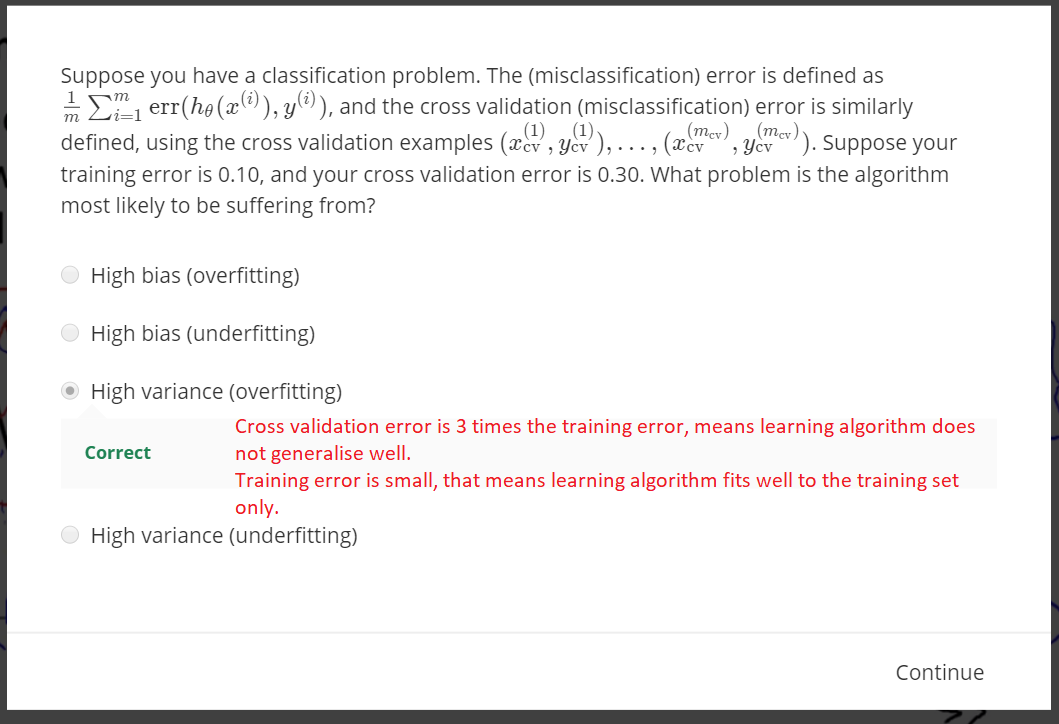 Suppose you have a classification problem. The (misclassification) error is defined as
$\frac{1}{m} \sum_{i=1}^{m} \text{err}(h_\theta(x^{(i)}), y^{(i)})$, and the cross validation (misclassification) error is similarly
defined, using the cross validation examples $(x_{\text{cv}}^{(1)}, y_{\text{cv}}^{(1)}), \ldots, (x_{\text{cv}}^{(m_{\text{cv}})}, y_{\text{cv}}^{(m_{\text{cv}})})$. Suppose your
training error is 0.10, and your cross validation error is 0.30. What problem is the algorithm
most likely to be suffering from?
High bias (overfitting)
High bias (underfitting)
High variance (overfitting)
Correct
Cross validation error is 3 times the training error, means learning algorithm does
not generalise well.
Training error is small, that means learning algorithm fits well to the training set
only.
High variance (underfitting)
Continue